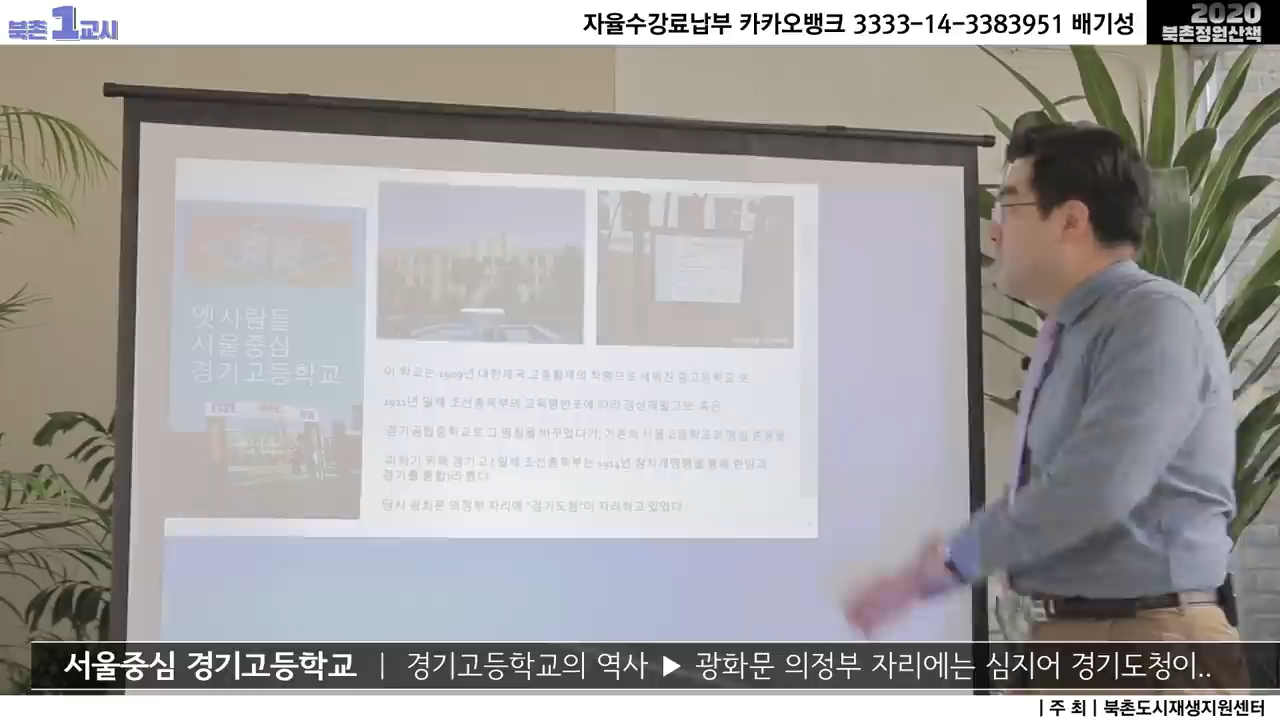 북촌1교시
자율수강료납부 카카오뱅크 3333-14-3383951 배기성
2020
북촌정원산책
옛사람들
서울중심
경기고등학교
이 학교는 1909년 대한제국 고종황제의 칙령으로 세워진 중고등학교 로
1911년 일제 조선총독부의 교육령반포에 따라 경성제일고보 혹은
경기공립중학교로 그 명칭을 바꾸었다가, 기존의 서울고등학교와 명칭 혼용을
피하기 위해 경기고 ( 일제 조선총독부는 1914년 창지개명령을 통해 한양과
경기를 통합)라 했다.
당시 광화문 의정부 자리에 "경기도청"이 자리하고 있었다.
서울중심 경기고등학교 | 경기고등학교의 역사 ▶ 광화문 의정부 자리에는 심지어 경기도청이..
| 주 최 | 북촌도시재생지원센터